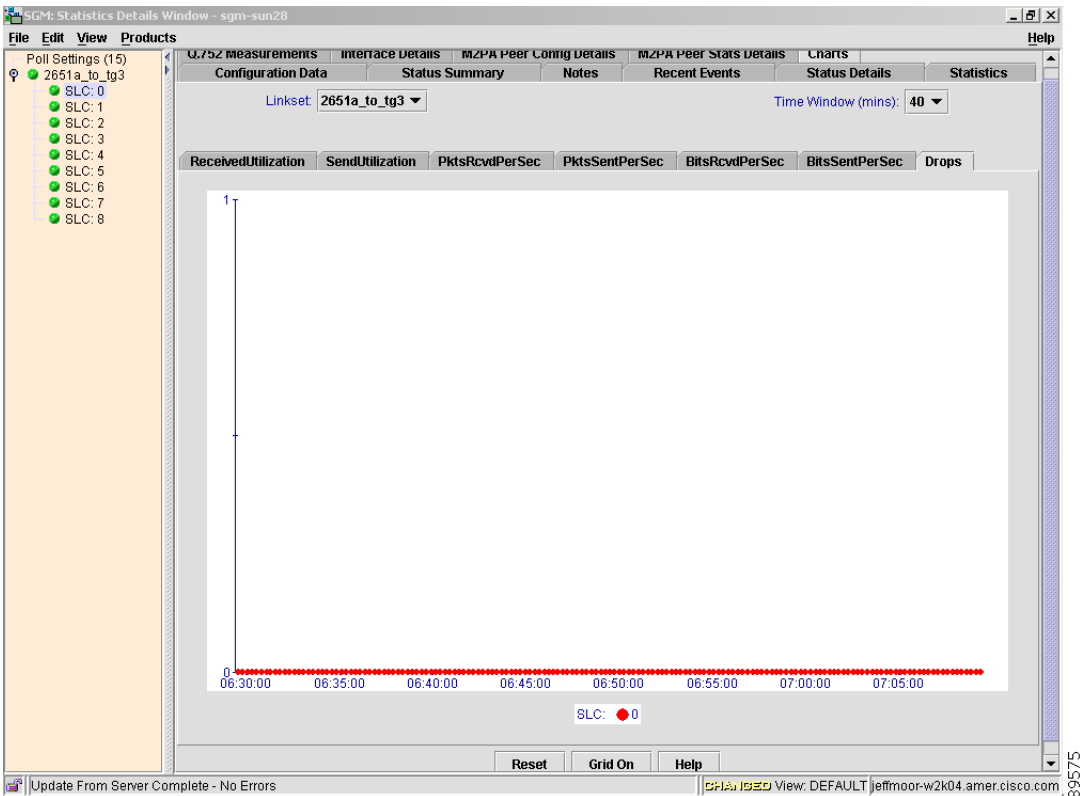 SGM: Statistics Details Window - sgm-sun28
File Edit View Products Help
Poll Settings (15)
2651a_to_tg3
SLC: 0
SLC: 1
SLC: 2
SLC: 3
SLC: 4
SLC: 5
SLC: 6
SLC: 7
SLC: 8
Q.752 Measurements Interface Details M2PA Peer Config Details M2PA Peer Stats Details Charts
Configuration Data Status Summary Notes Recent Events Status Details Statistics
Linkset: 2651a_to_tg3 Time Window (mins): 40
ReceivedUtilization SendUtilization PktsRcvdPerSec PktsSentPerSec BitsRcvdPerSec BitsSentPerSec Drops
1
0
06:30:00 06:35:00 06:40:00 06:45:00 06:50:00 06:55:00 07:00:00 07:05:00
SLC: 0
Reset Grid On Help
Update From Server Complete - No Errors CHANGED View: DEFAULT jeffmoor-w2k04.amer.cisco.com
89575